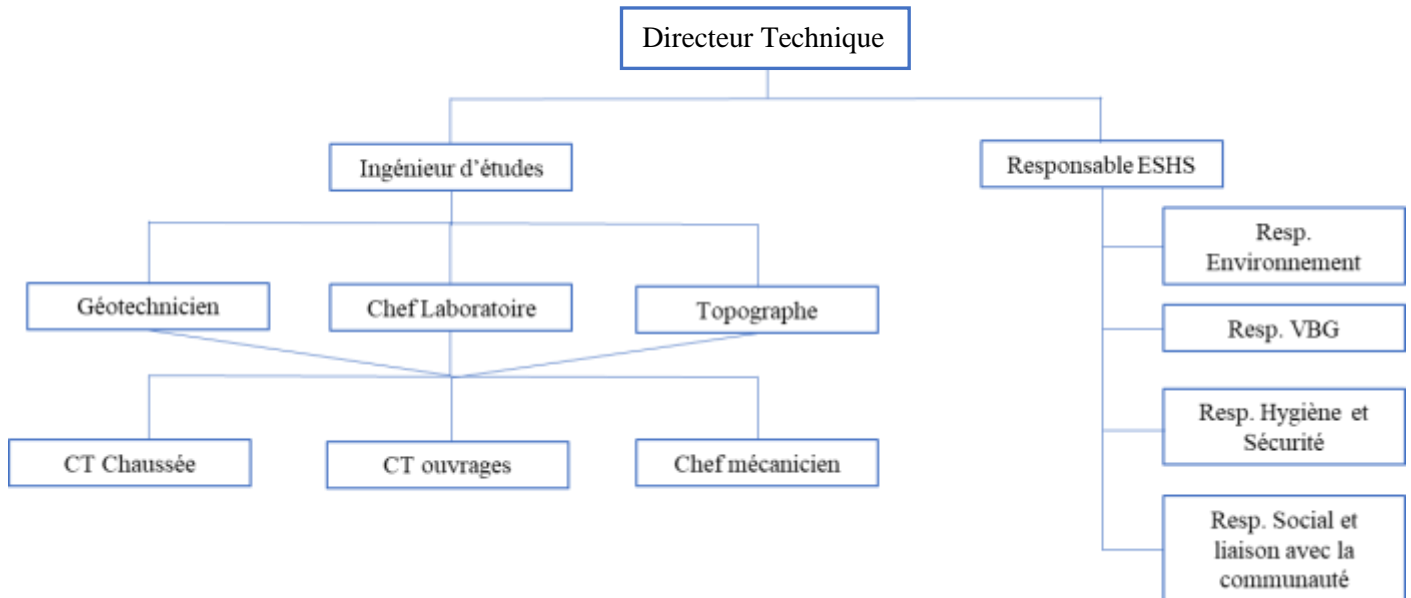 Directeur Technique
Ingénieur d’études
Responsable ESHS
Resp.
Environnement
Géotechnicien
Chef Laboratoire
Topographe
Resp. VBG
Resp. Hygiène et
Sécurité
CT Chaussée
CT ouvrages
Chef mécanicien
Resp. Social et
liaison avec la
communauté